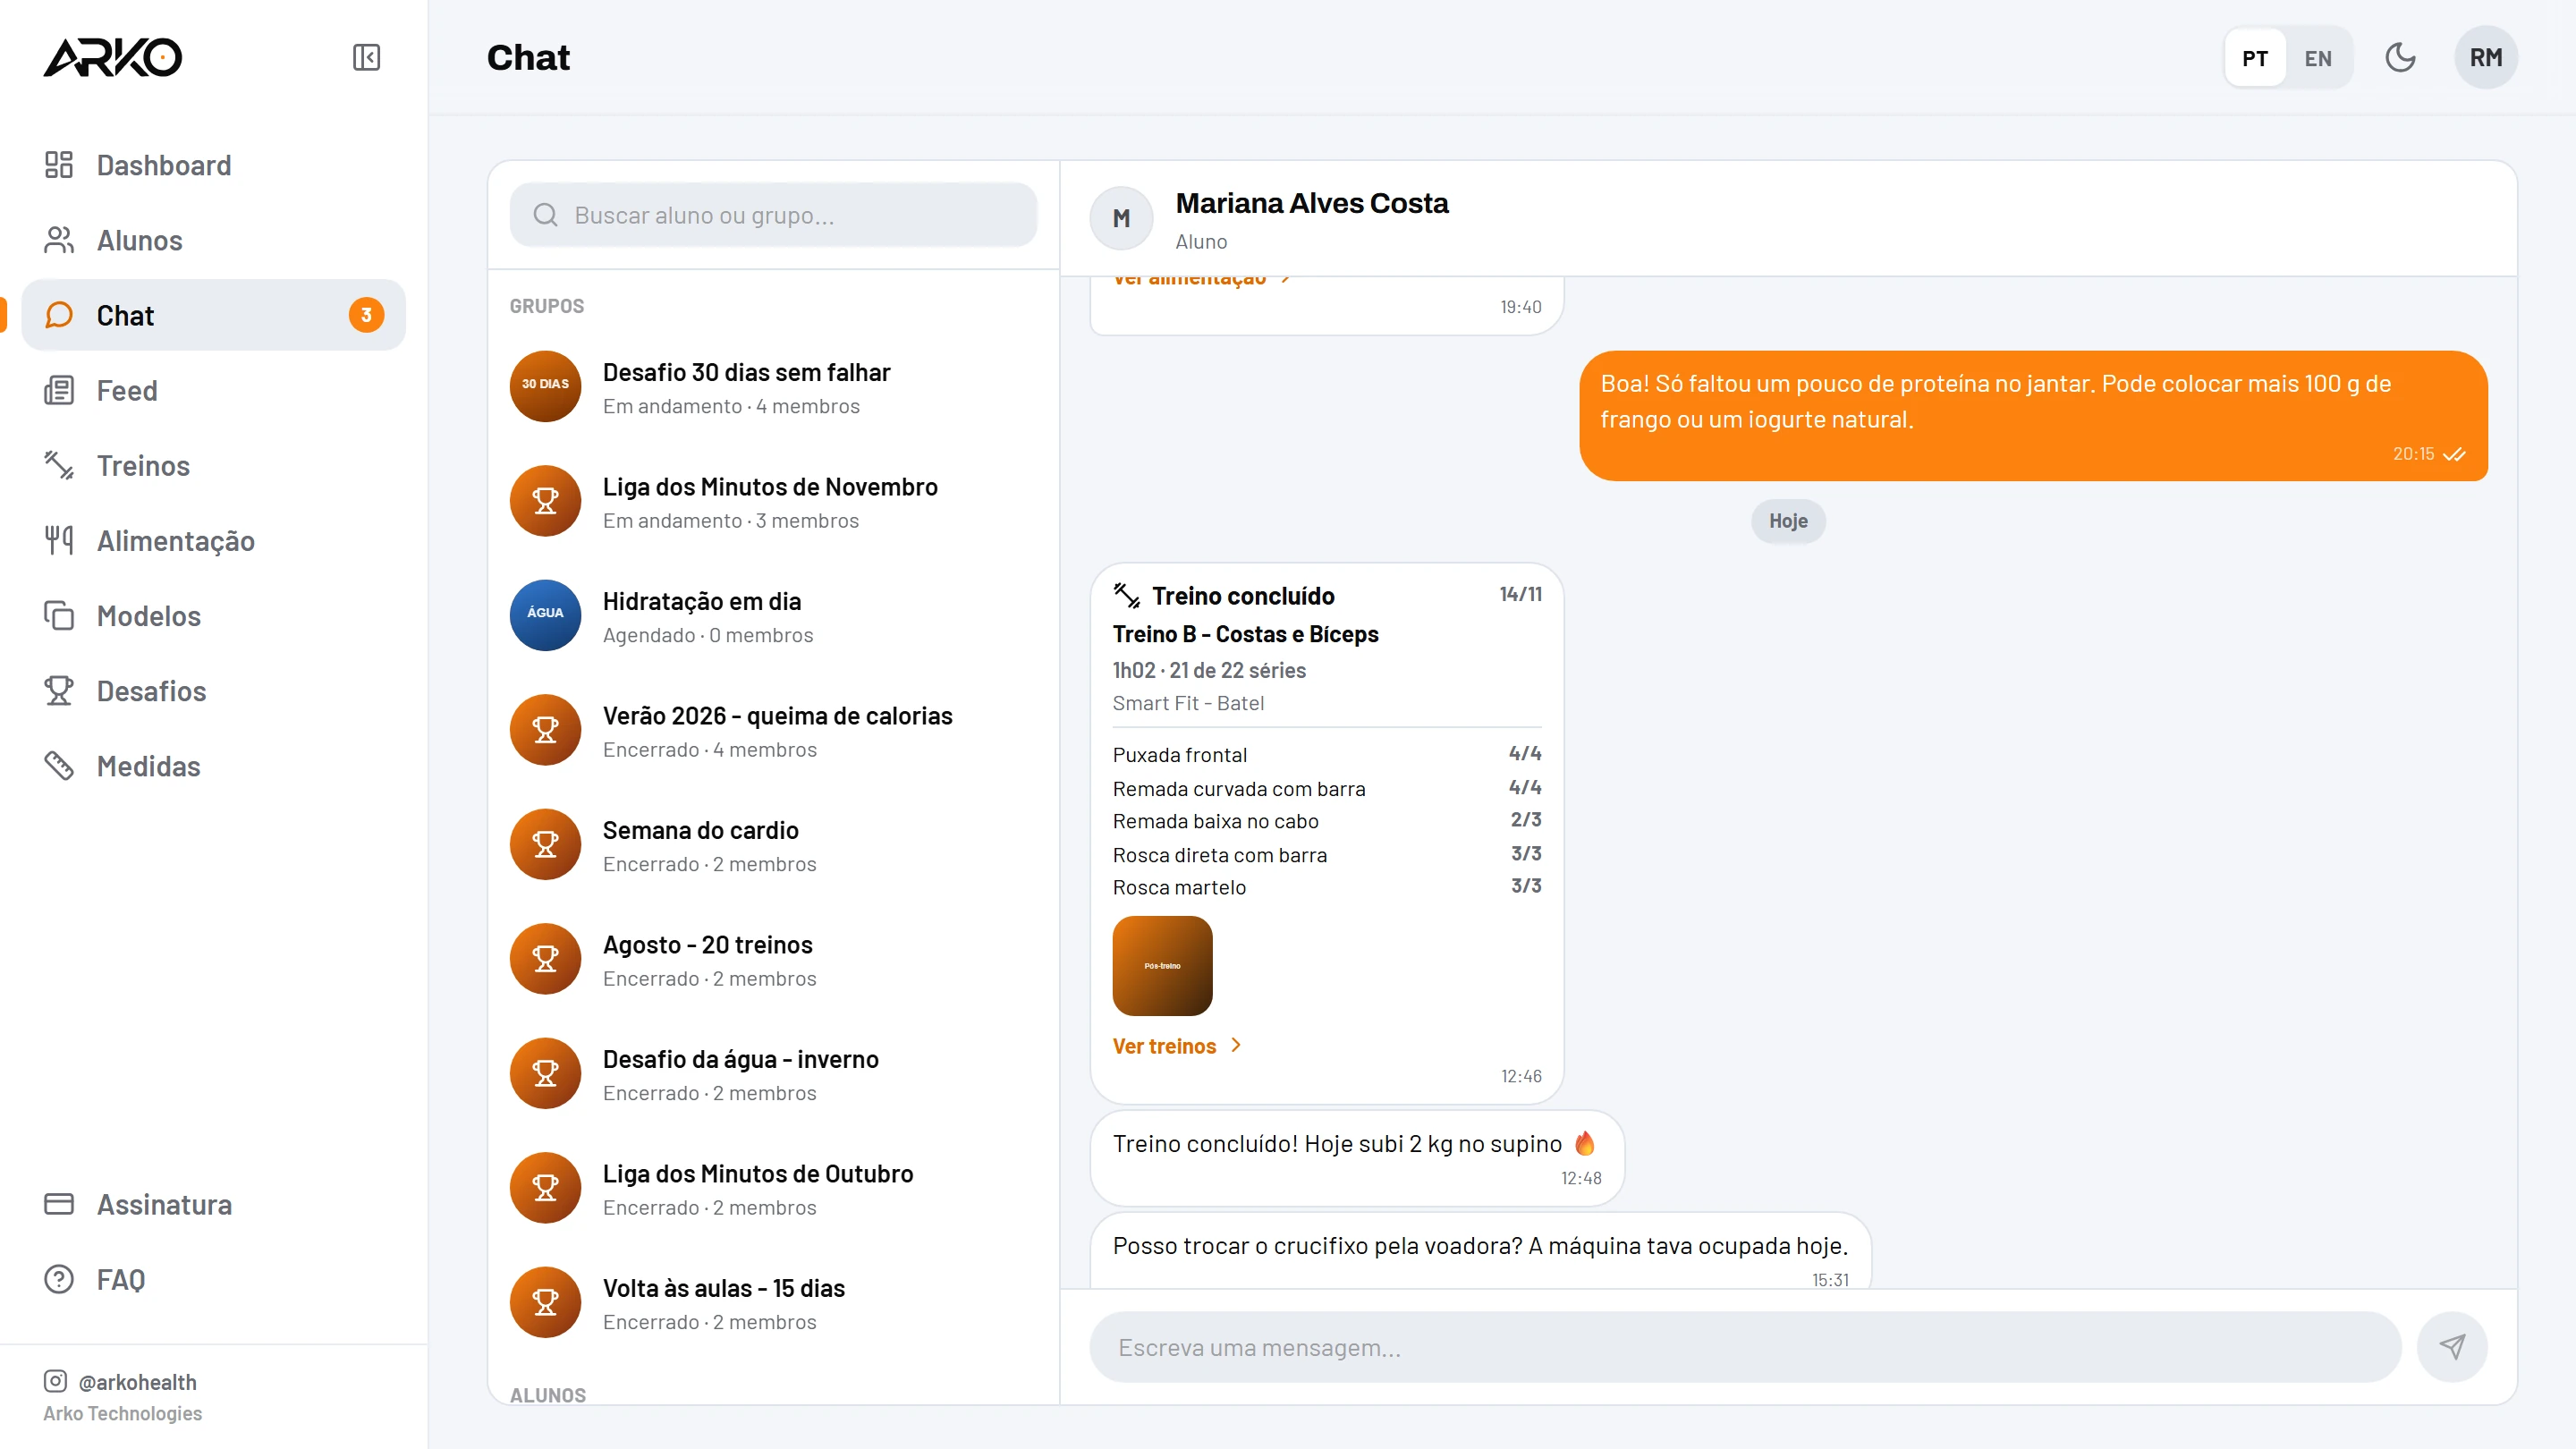 ARKO
Dashboard
Alunos
Chat
3
Feed
Treinos
Alimentação
Modelos
Desafios
Medidas
Assinatura
FAQ
@arkohealth
Arko Technologies
Chat
PT
EN
RM
Buscar aluno ou grupo...
GRUPOS
30 DIAS
Desafio 30 dias sem falhar
Em andamento · 4 membros
Liga dos Minutos de Novembro
Em andamento · 3 membros
ÁGUA
Hidratação em dia
Agendado · 0 membros
Verão 2026 - queima de calorias
Encerrado · 4 membros
Semana do cardio
Encerrado · 2 membros
Agosto - 20 treinos
Encerrado · 2 membros
Desafio da água - inverno
Encerrado · 2 membros
Liga dos Minutos de Outubro
Encerrado · 2 membros
Volta às aulas - 15 dias
Encerrado · 2 membros
ALUNOS
M
Mariana Alves Costa
Aluno
Ver alimentação
19:40
Boa! Só faltou um pouco de proteína no jantar. Pode colocar mais 100 g de
frango ou um iogurte natural.
20:15
Hoje
Treino concluído 14/11
Treino B - Costas e Bíceps
1h02 · 21 de 22 séries
Smart Fit - Batel
Puxada frontal 4/4
Remada curvada com barra 4/4
Remada baixa no cabo 2/3
Rosca direta com barra 3/3
Rosca martelo 3/3
Pós-treino
Ver treinos
12:46
Treino concluído! Hoje subi 2 kg no supino 🔥
12:48
Posso trocar o crucifixo pela voadora? A máquina tava ocupada hoje.
15:31
Escreva uma mensagem...